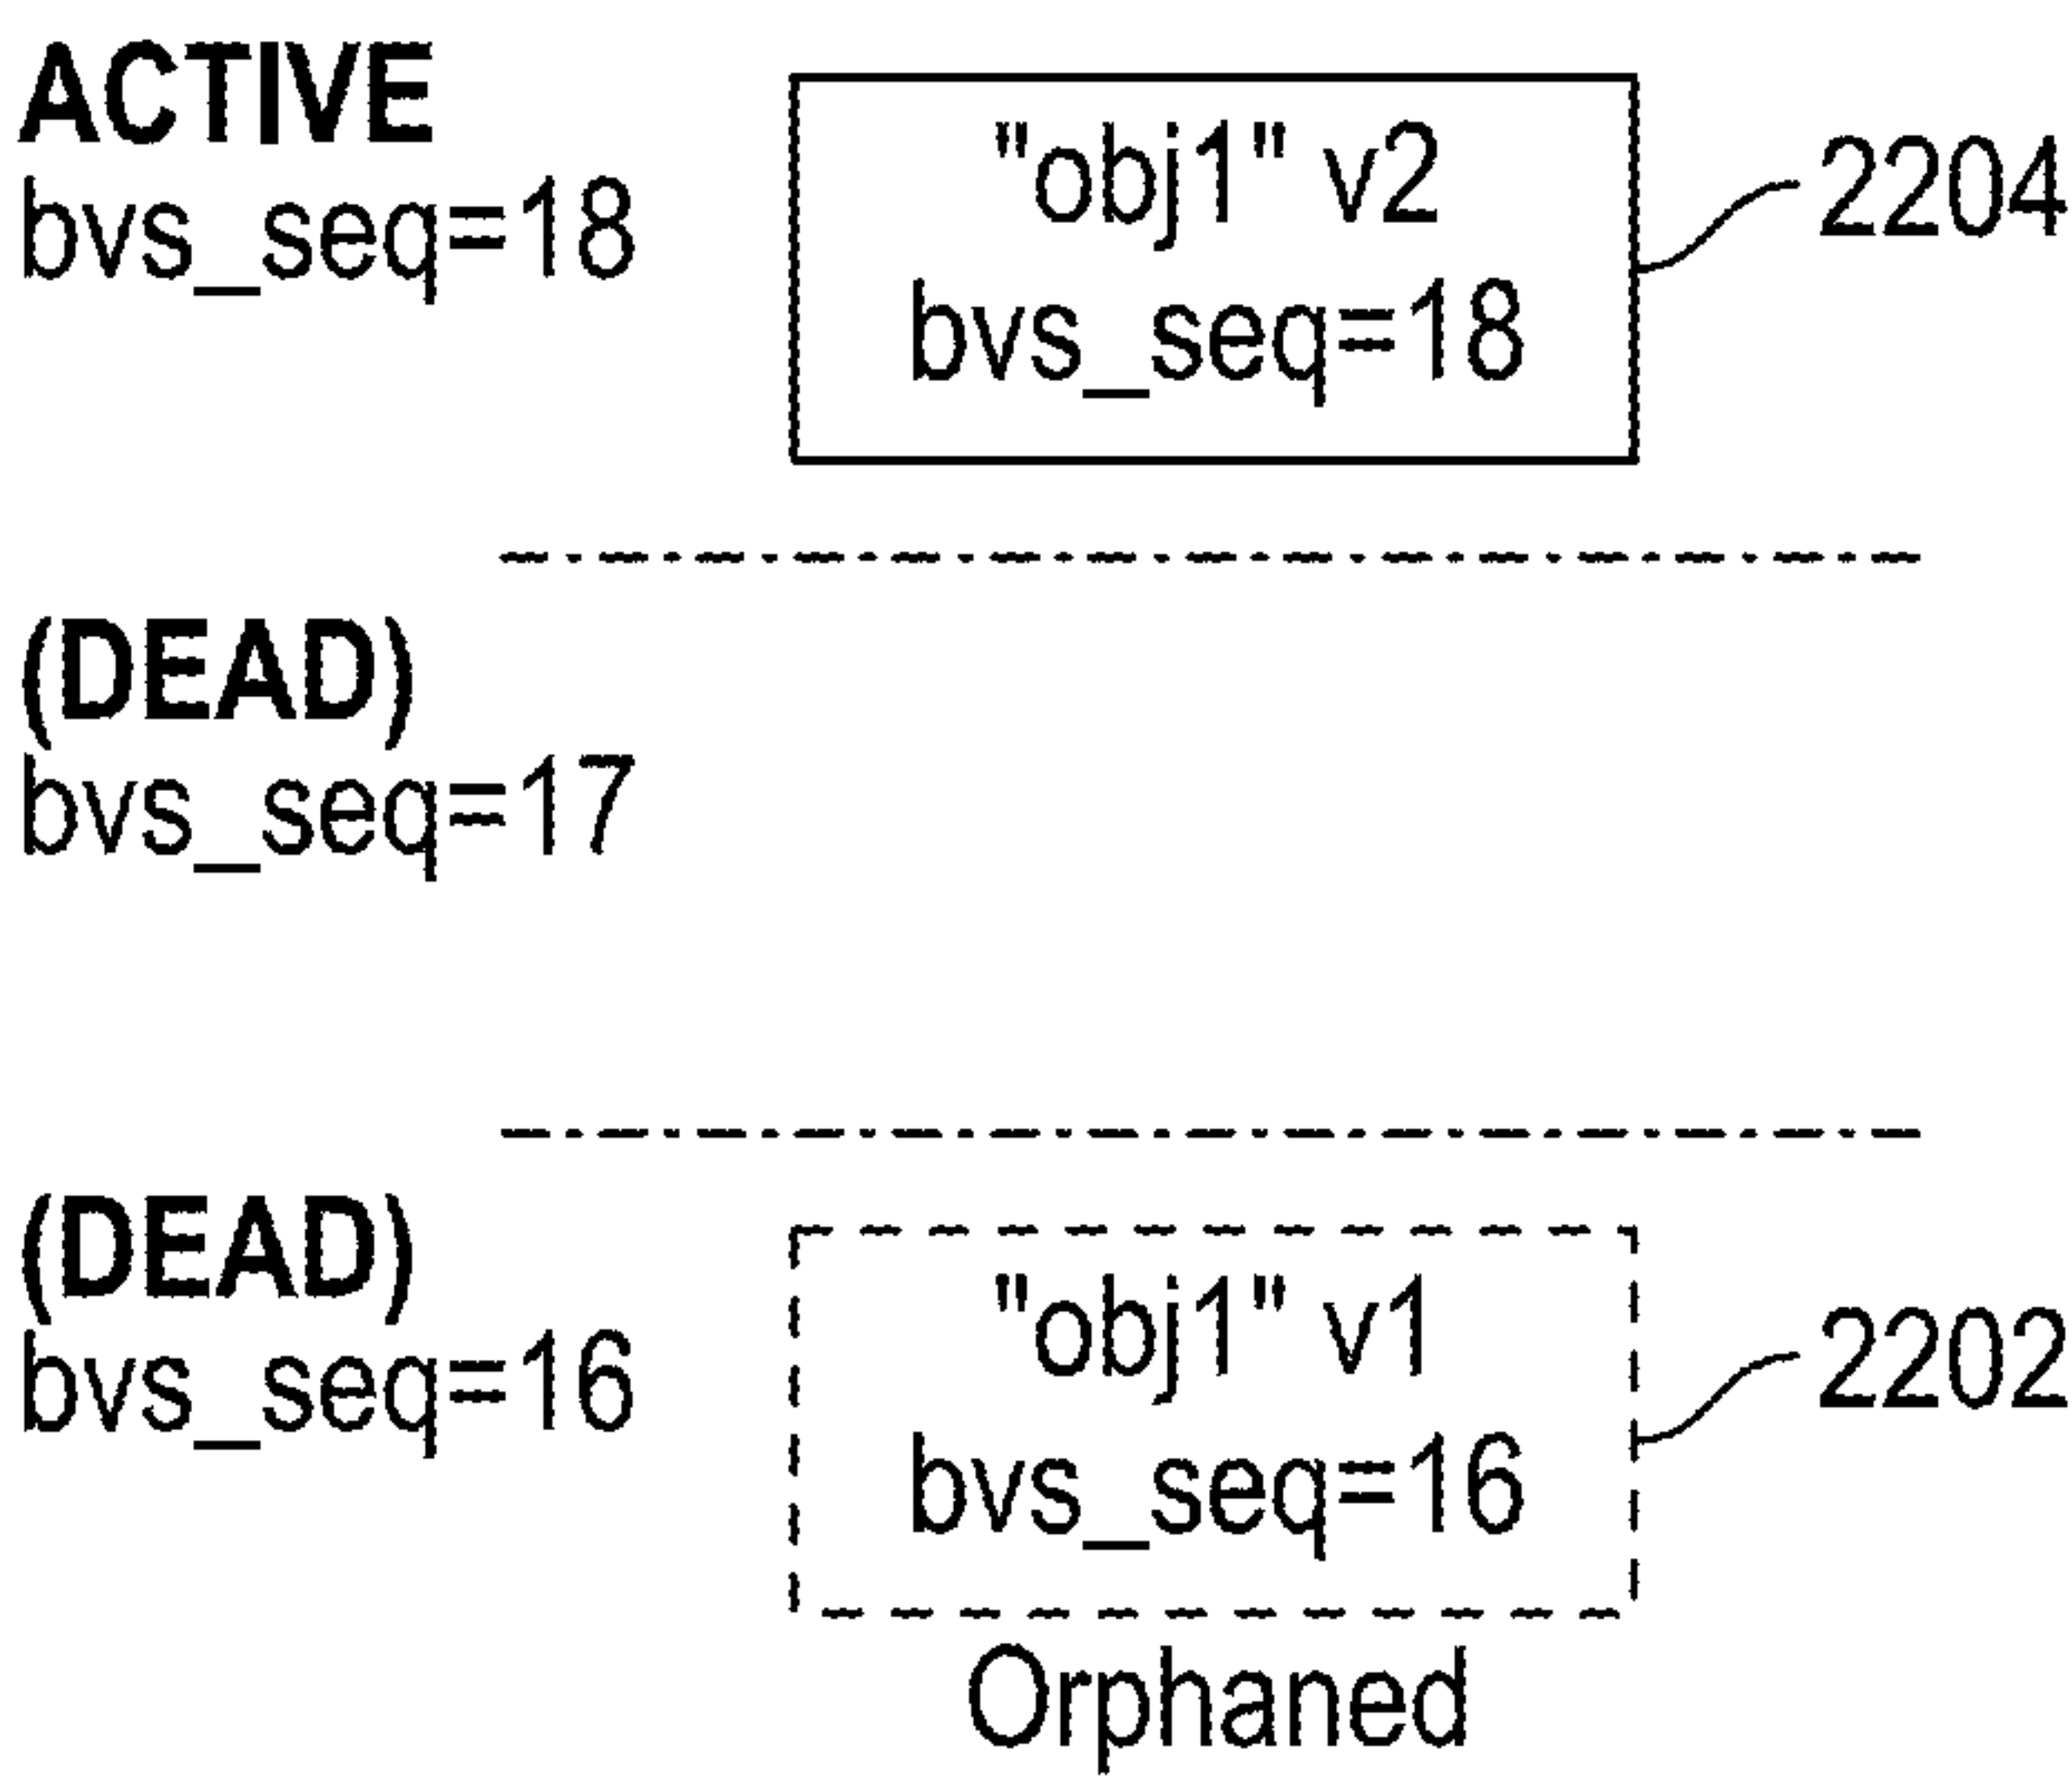 ACTIVE
bvs_seq=18
"obj1" v2
bvs_seq=18
2204
(DEAD)
bvs_seq=17
(DEAD)
bvs_seq=16
"obj1" v1
bvs_seq=16
2202
Orphaned